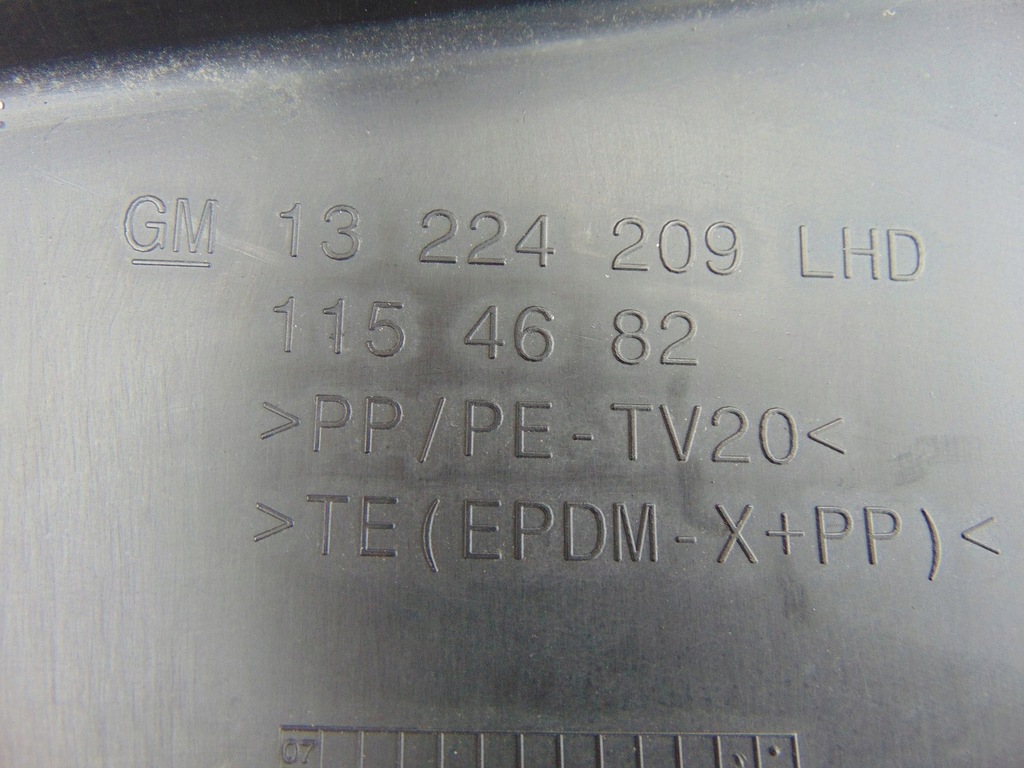 GM 13 224 209 LHD
115 46 82
>PP/PE-TV20<
>TE(EPDM-X+PP)<
07